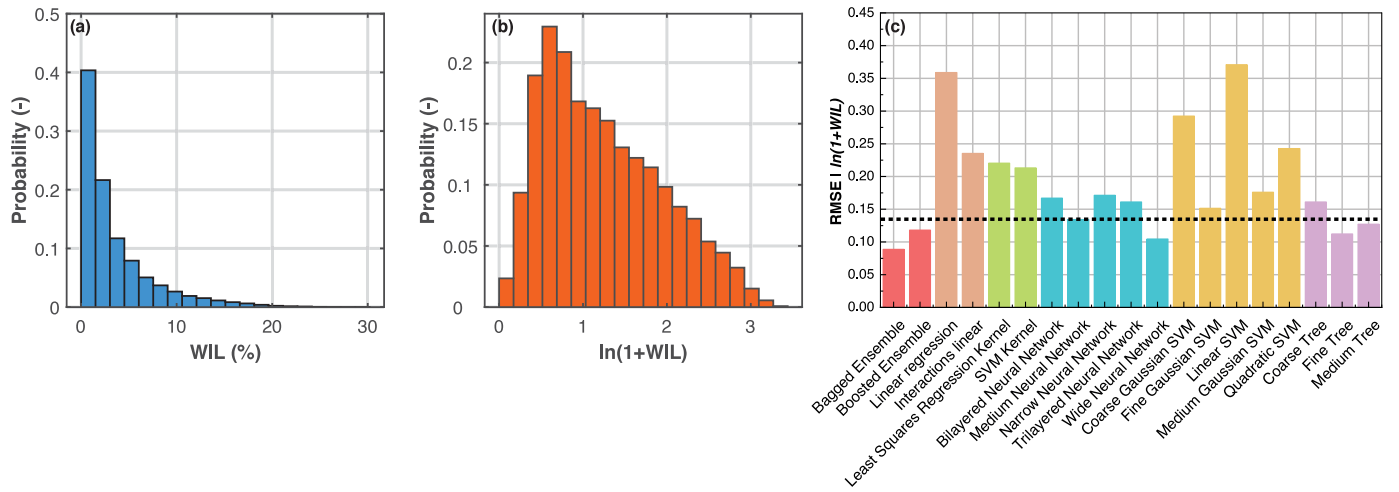 (a)
0.5
0.4
0.3
0.2
0.1
0
0
10
20
30
Probability (-)
WIL (%)
(b)
0.2
0.15
0.1
0.05
0
0
1
2
3
Probability (-)
ln(1+WIL)
(c)
0.45
0.40
0.35
0.30
0.25
0.20
0.15
0.10
0.05
0.00
RMSE | ln(1+WIL)
Bagged Ensemble
Boosted Ensemble
Linear regression
Interactions linear
Least Squares Regression Kernel
SVM Kernel
Bilayered Neural Network
Medium Neural Network
Narrow Neural Network
Trilayered Neural Network
Wide Neural Network
Coarse Gaussian SVM
Fine Gaussian SVM
Linear SVM
Medium Gaussian SVM
Quadratic SVM
Coarse Tree
Fine Tree
Medium Tree